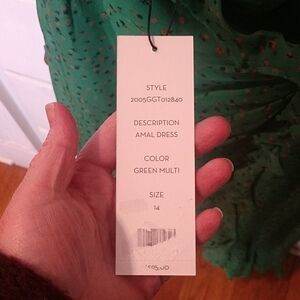 STYLE
2005GGT012840
DESCRIPTION
AMAL DRESS
COLOR
GREEN MULTI
SIZE
14